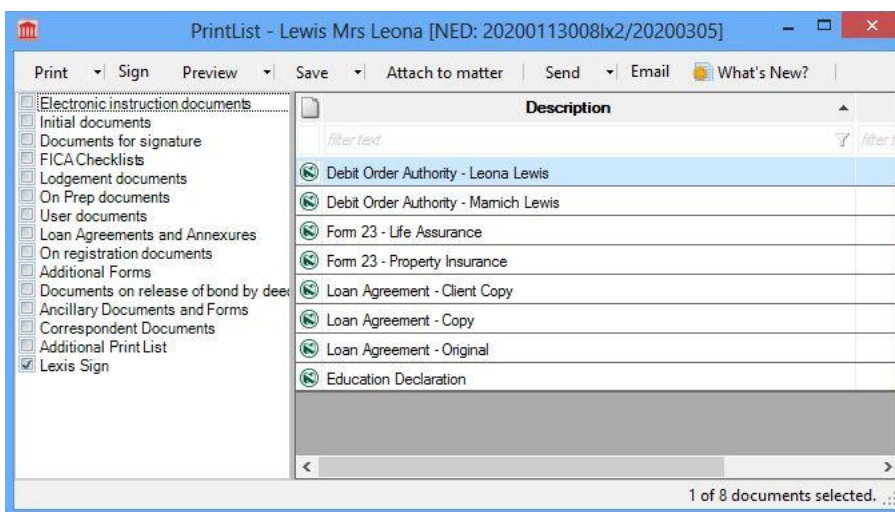 PrintList - Lewis Mrs Leona [NED: 20200113008lx2/20200305]
Print Sign Preview Save Attach to matter Send Email What's New?
Electronic instruction documents
Initial documents
Documents for signature
FICA Checklists
Lodgement documents
On Prep documents
User documents
Loan Agreements and Annexures
On registration documents
Additional Forms
Documents on release of bond by deed
Ancillary Documents and Forms
Correspondent Documents
Additional Print List
Lexis Sign
Description
filter text filter
Debit Order Authority - Leona Lewis
Debit Order Authority - Mamich Lewis
Form 23 - Life Assurance
Form 23 - Property Insurance
Loan Agreement - Client Copy
Loan Agreement - Copy
Loan Agreement - Original
Education Declaration
1 of 8 documents selected.